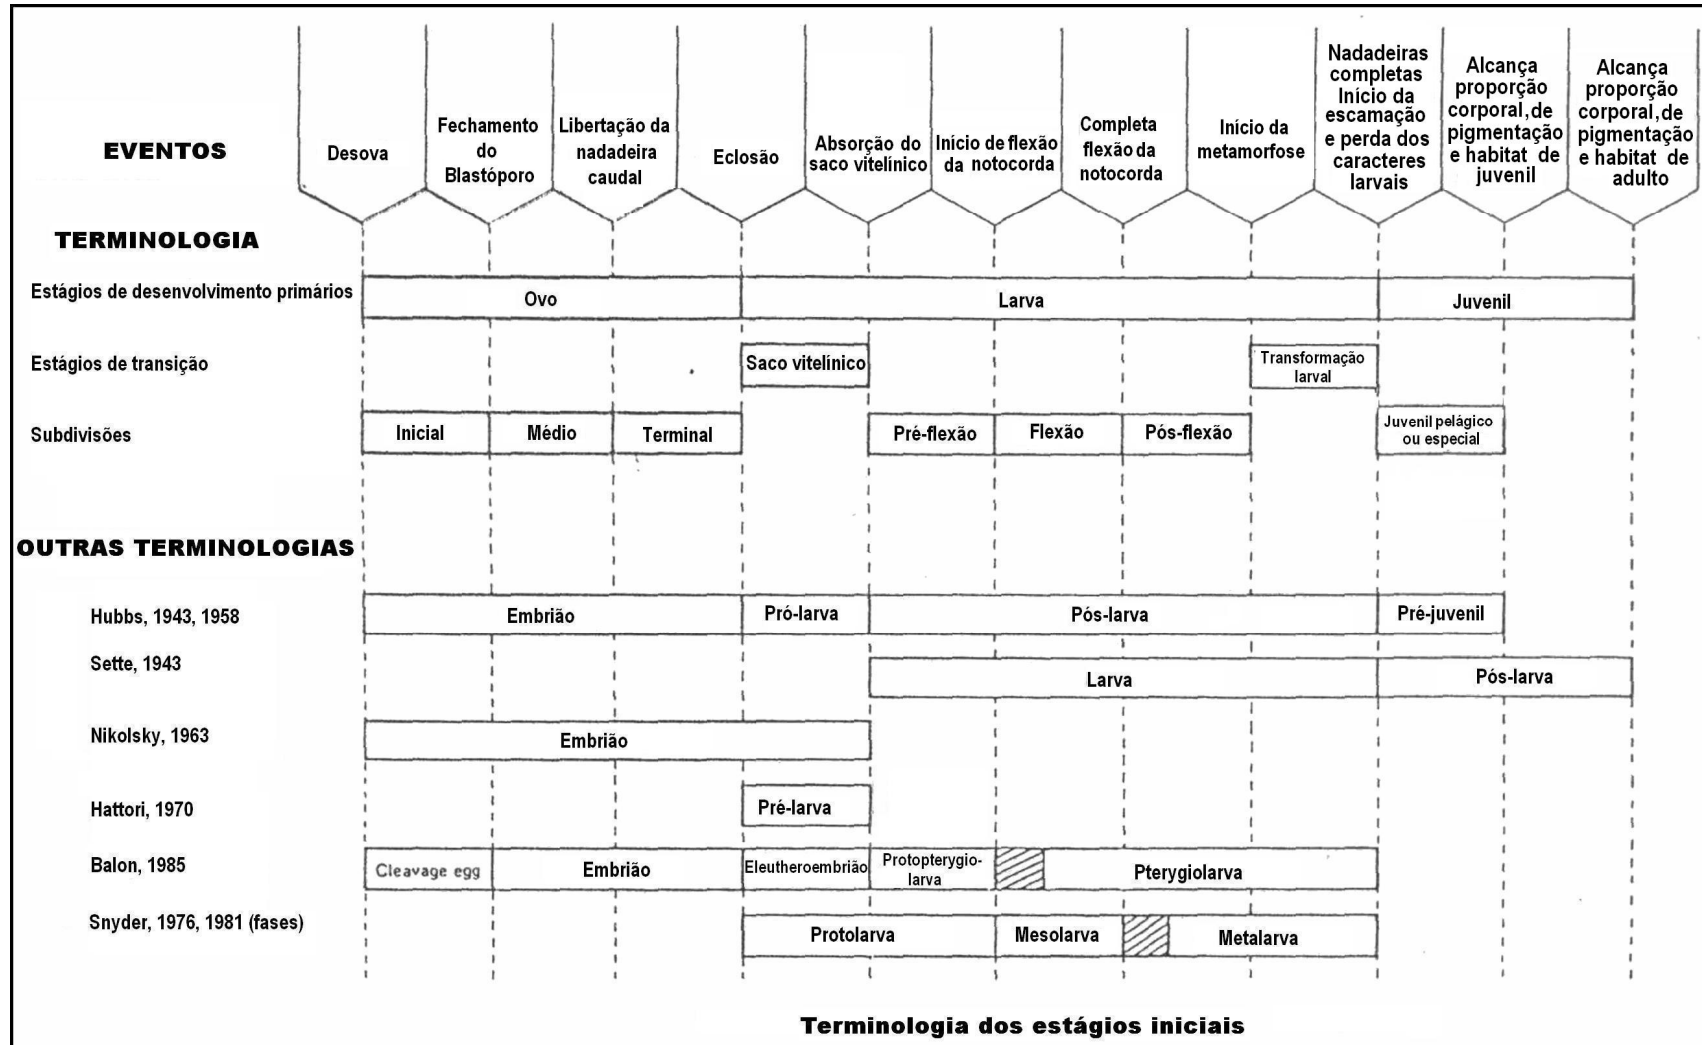 EVENTOS
Desova
Fechamento
do
Blastóporo
Libertação da
nadadeira
caudal
Eclosão
Absorção do
saco vitelínico
Início de flexão
da notocorda
Completa
flexão da
notocorda
Início da
metamorfose
Nadadeiras
completas
Início da
escamação
e perda dos
caracteres
larvais
Alcança
proporção
corporal, de
pigmentação
e habitat de
juvenil
Alcança
proporção
corporal, de
pigmentação
e habitat de
adulto
TERMINOLOGIA
Estágios de desenvolvimento primários
Ovo
Larva
Juvenil
Estágios de transição
Saco vitelínico
Transformação
larval
Subdivisões
Inicial
Médio
Terminal
Pré-flexão
Flexão
Pós-flexão
Juvenil pelágico
ou especial
OUTRAS TERMINOLOGIAS
Hubbs, 1943, 1958
Embrião
Pró-larva
Pós-larva
Pré-juvenil
Sette, 1943
Larva
Pós-larva
Nikolsky, 1963
Embrião
Hattori, 1970
Pré-larva
Balon, 1985
Cleavage egg
Embrião
Eleutheroembrião
Protopterygio-
larva
Pterygiolarva
Snyder, 1976, 1981 (fases)
Protolarva
Mesolarva
Metalarva
Terminologia dos estágios iniciais